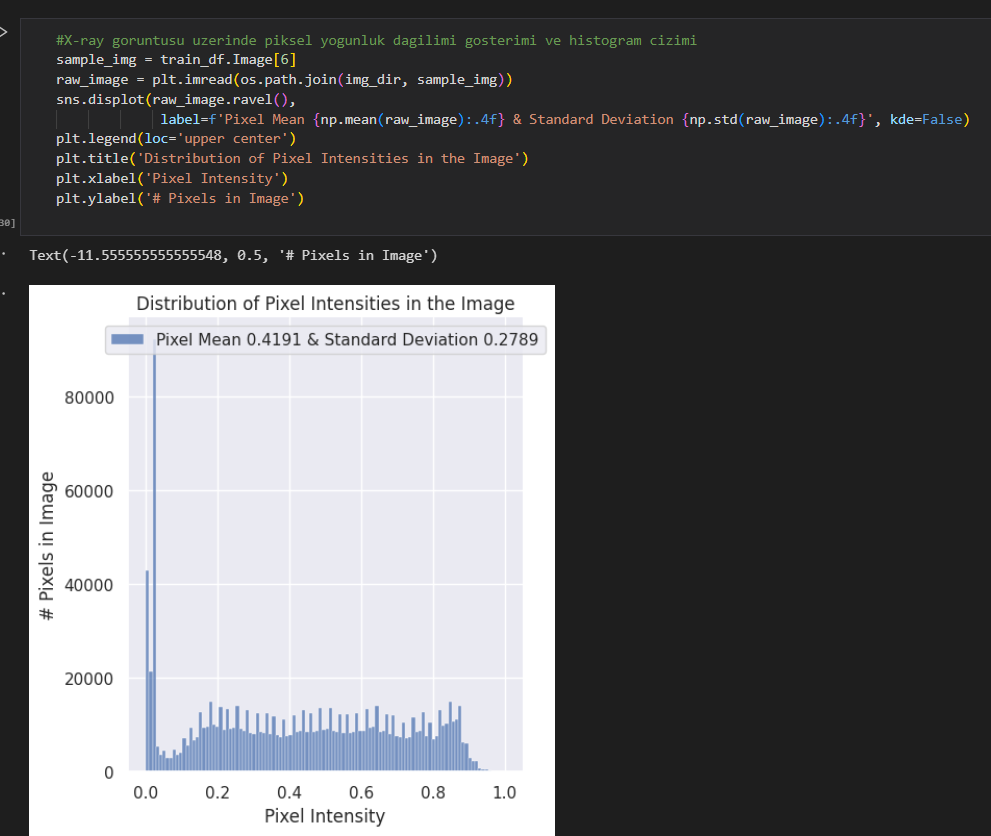 #X-ray goruntusu uzerinde piksel yogunluk dagilimi gosterimi ve histogram cizimi
sample_img = train_df.Image[6]
raw_image = plt.imread(os.path.join(img_dir, sample_img))
sns.displot(raw_image.ravel(),
label=f'Pixel Mean {np.mean(raw_image):.4f} & Standard Deviation {np.std(raw_image):.4f}', kde=False)
plt.legend(loc='upper center')
plt.title('Distribution of Pixel Intensities in the Image')
plt.xlabel('Pixel Intensity')
plt.ylabel('# Pixels in Image')
30]
Text(-11.555555555555548, 0.5, '# Pixels in Image')
Distribution of Pixel Intensities in the Image
Pixel Mean 0.4191 & Standard Deviation 0.2789
80000
60000
40000
20000
0
# Pixels in Image
0.0 0.2 0.4 0.6 0.8 1.0
Pixel Intensity